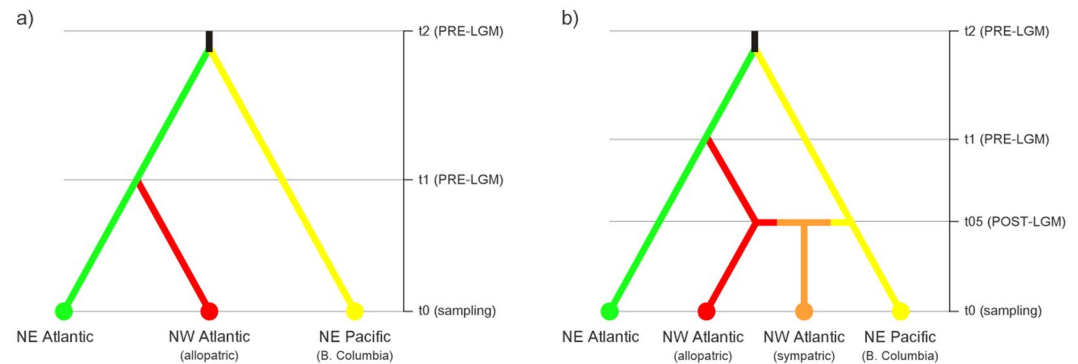 a)
t2 (PRE-LGM)
t1 (PRE-LGM)
t0 (sampling)
NE Atlantic
NW Atlantic
(allopatric)
NE Pacific
(B. Columbia)
b)
t2 (PRE-LGM)
t1 (PRE-LGM)
t05 (POST-LGM)
t0 (sampling)
NE Atlantic
NW Atlantic
(allopatric)
NW Atlantic
(sympatric)
NE Pacific
(B. Columbia)